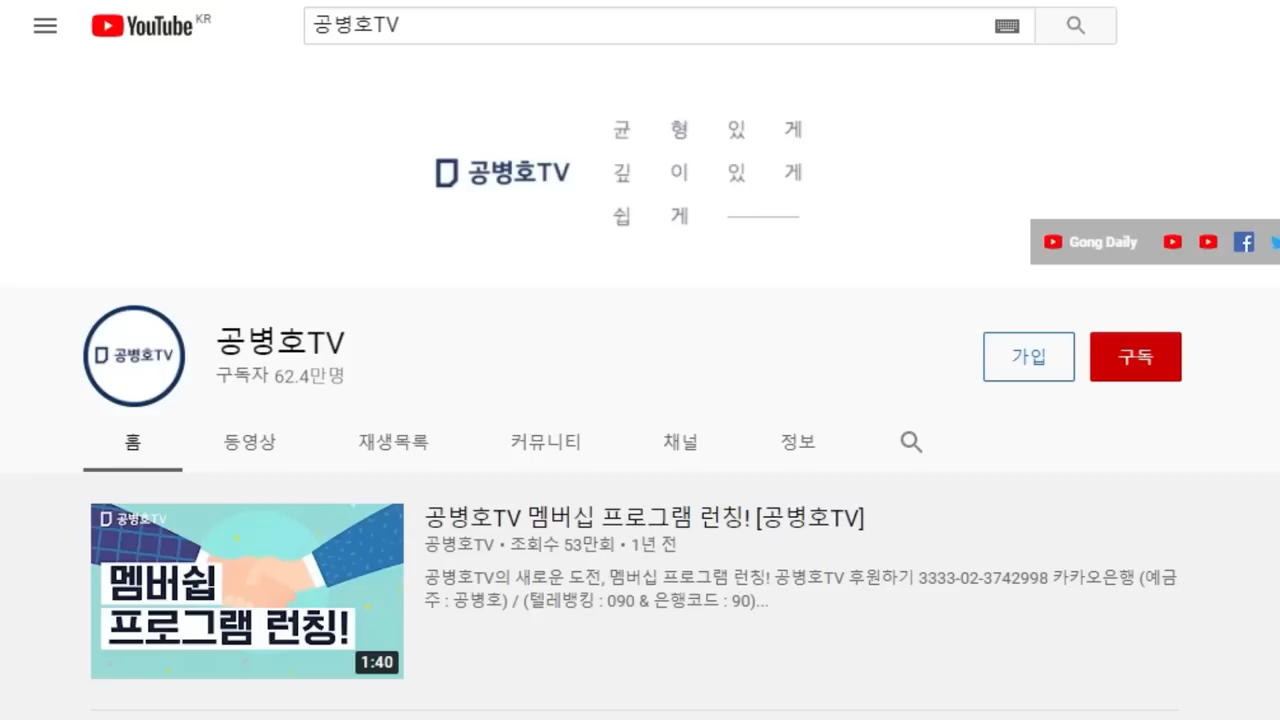 YouTube KR
공병호TV
공병호TV
균형있게
깊이있게
쉽게
Gong Daily
공병호TV
공병호TV
구독자 62.4만명
가입
구독
홈
동영상
재생목록
커뮤니티
채널
정보
공병호TV
멤버쉽
프로그램 런칭!
1:40
공병호TV 멤버십 프로그램 런칭! [공병호TV]
공병호TV • 조회수 53만회 • 1년 전
공병호TV의 새로운 도전, 멤버십 프로그램 런칭! 공병호TV 후원하기 3333-02-3742998 카카오은행 (예금
주 : 공병호) / (텔레뱅킹 : 090 & 은행코드 : 90)...